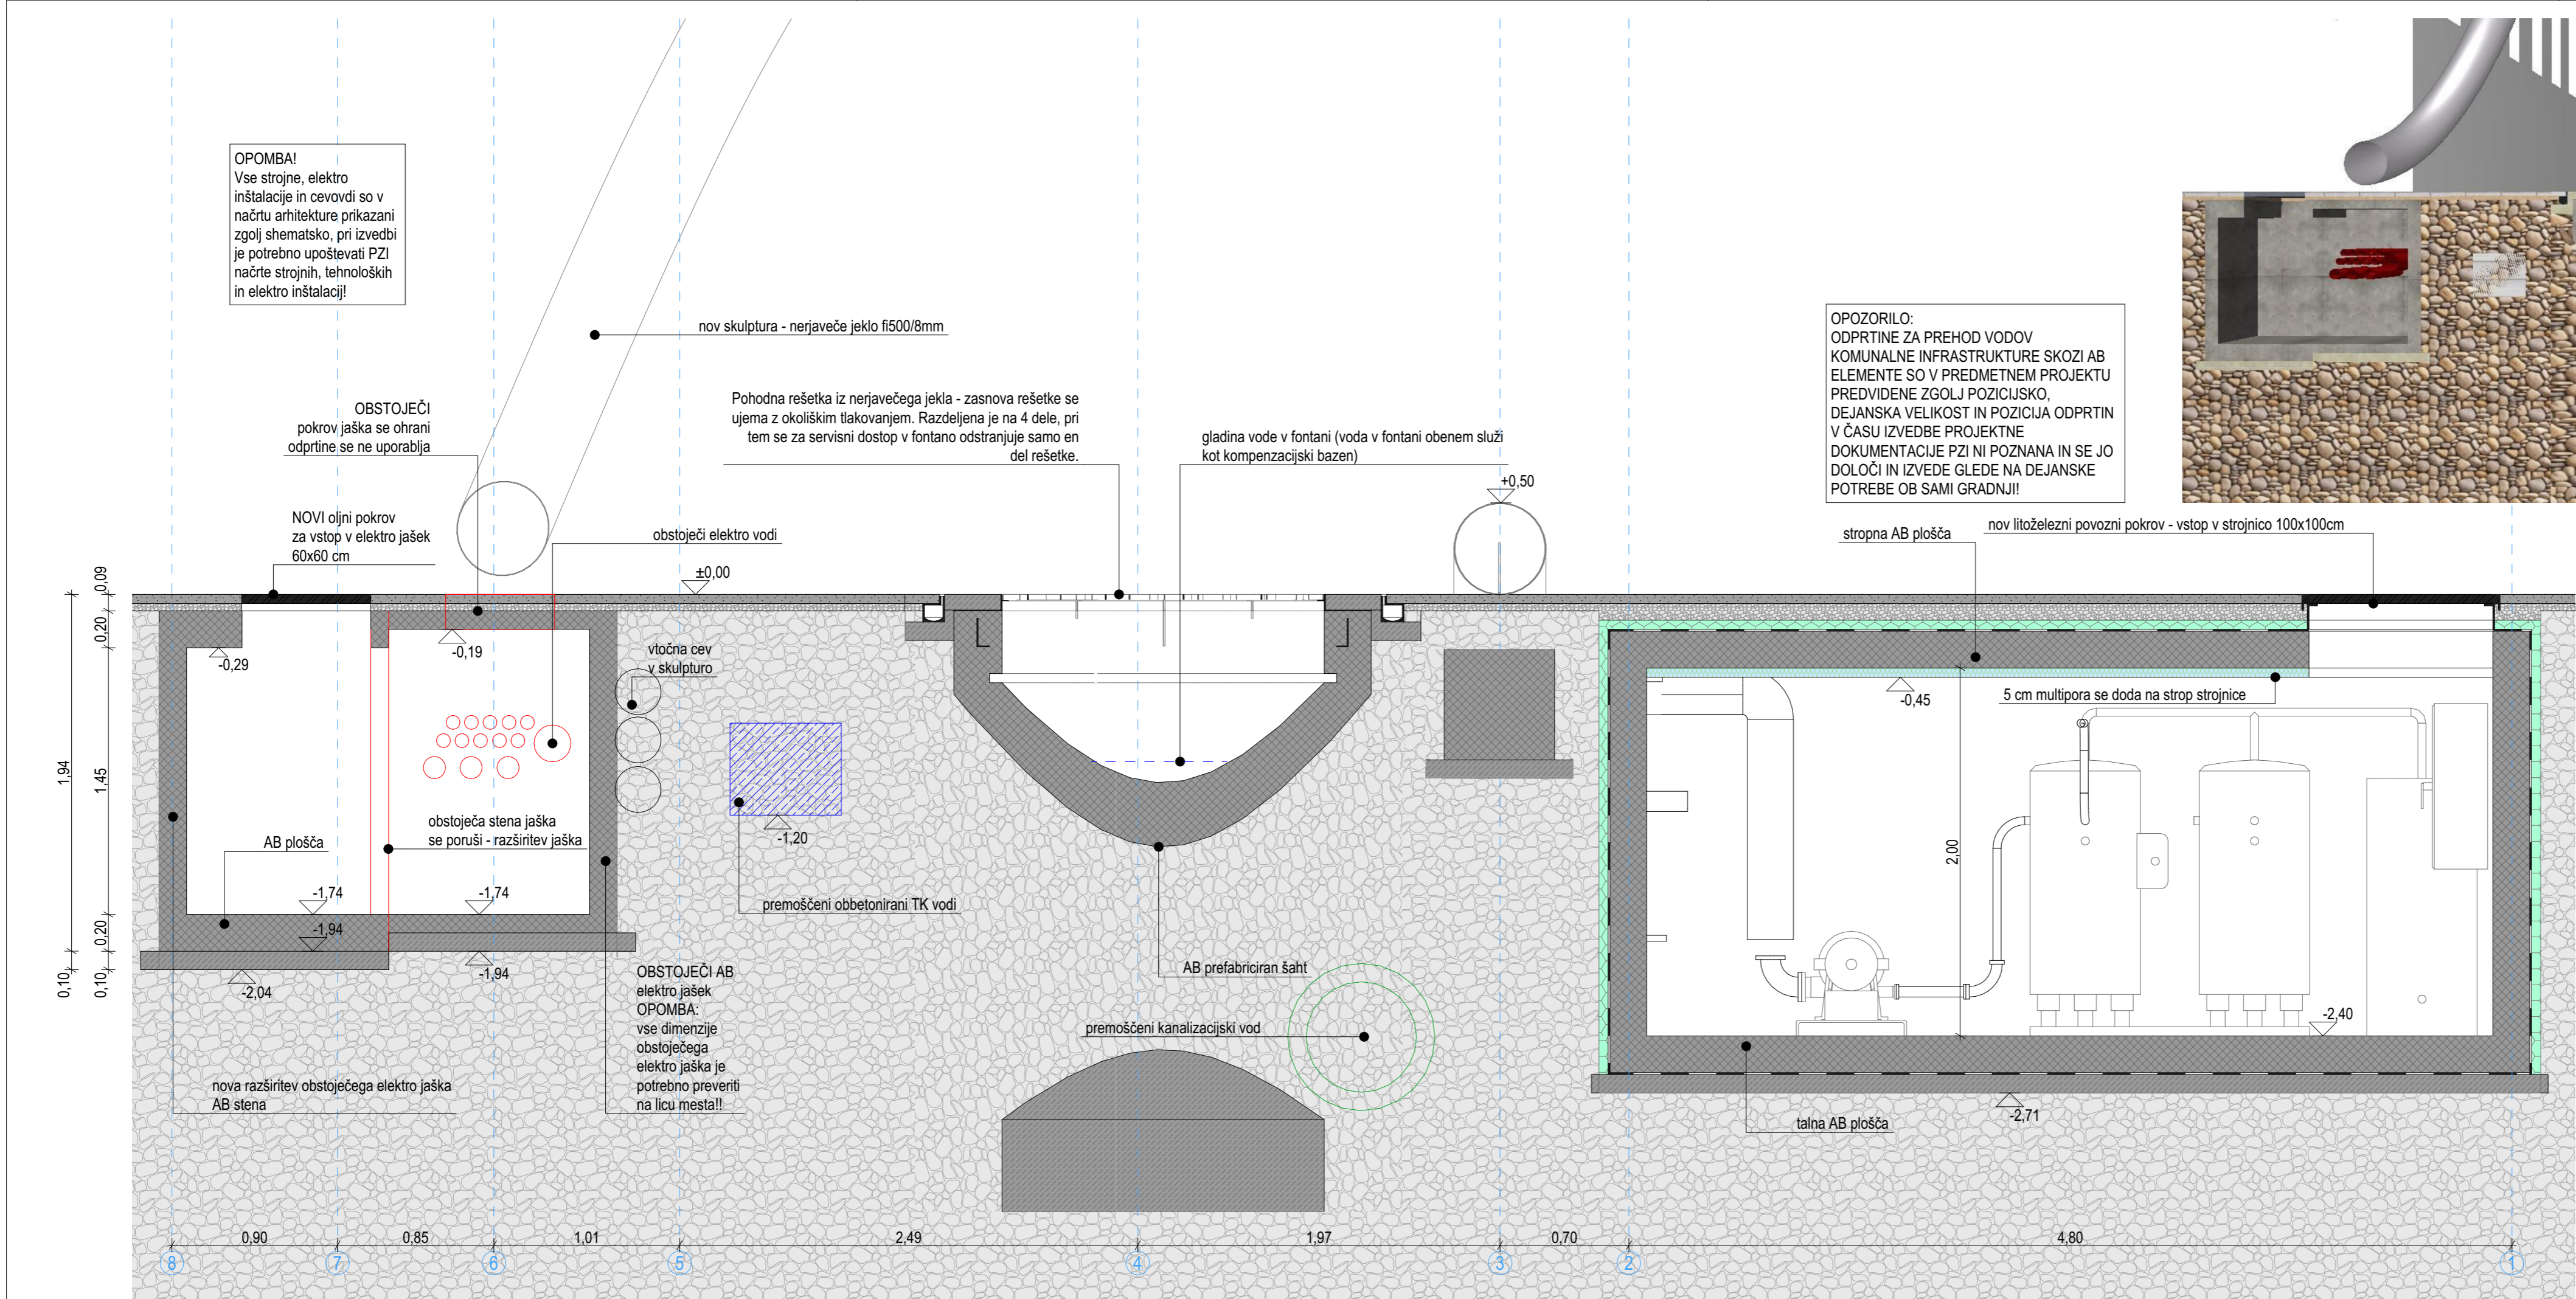 OPOMBA!
Vse strojne, elektro
inštalacije in cevovdi so v
načrtu arhitekture prikazani
zgolj shematsko, pri izvedbi
je potrebno upoštevati PZI
načrte strojnih, tehnoloških
in elektro inštalacij!
nov skulptura - nerjaveče jeklo fi500/8mm
OPOZORILO:
ODPRTINE ZA PREHOD VODOV
KOMUNALNE INFRASTRUKTURE SKOZI AB
ELEMENTE SO V PREDMETNEM PROJEKTU
PREDVIDENE ZGOLJ POZICIJSKO,
DEJANSKA VELIKOST IN POZICIJA ODPRTIN
V ČASU IZVEDBE PROJEKTNE
DOKUMENTACIJE PZI NI POZNANA IN SE JO
DOLOČI IN IZVEDE GLEDE NA DEJANSKE
POTREBE OB SAMI GRADNJI!
OBSTOJEČI
pokrov jaška se ohrani
odprtine se ne uporablja
Pohodna rešetka iz nerjavečega jekla - zasnova rešetke se
ujema z okoliškim tlakovanjem. Razdeljena je na 4 dele, pri
tem se za servisni dostop v fontano odstranjuje samo en
del rešetke.
gladina vode v fontani (voda v fontani obenem služi
kot kompenzacijski bazen)
+0,50
NOVI oljni pokrov
za vstop v elektro jašek
60x60 cm
obstoječi elektro vodi
stropna AB plošča
nov litoželezni povozni pokrov - vstop v strojnico 100x100cm
±0,00
0,09
0,20
1,94
1,45
0,20
0,10
0,10
-0,29
-0,19
vtočna cev
v skulpturo
-0,45
5 cm multipora se doda na strop strojnice
AB plošča
obstoječa stena jaška
se poruši - razširitev jaška
-1,20
2,00
-1,74
-1,74
premoščeni obbetonirani TK vodi
-1,94
-1,94
-2,04
OBSTOJEČI AB
elektro jašek
OPOMBA:
vse dimenzije
obstoječega
elektro jaška je
potrebno preveriti
na licu mesta!!
AB prefabriciran šaht
premoščeni kanalizacijski vod
-2,40
nova razširitev obstoječega elektro jaška
AB stena
talna AB plošča
-2,71
0,90
0,85
1,01
2,49
1,97
0,70
4,80
8
7
6
5
4
3
2
1